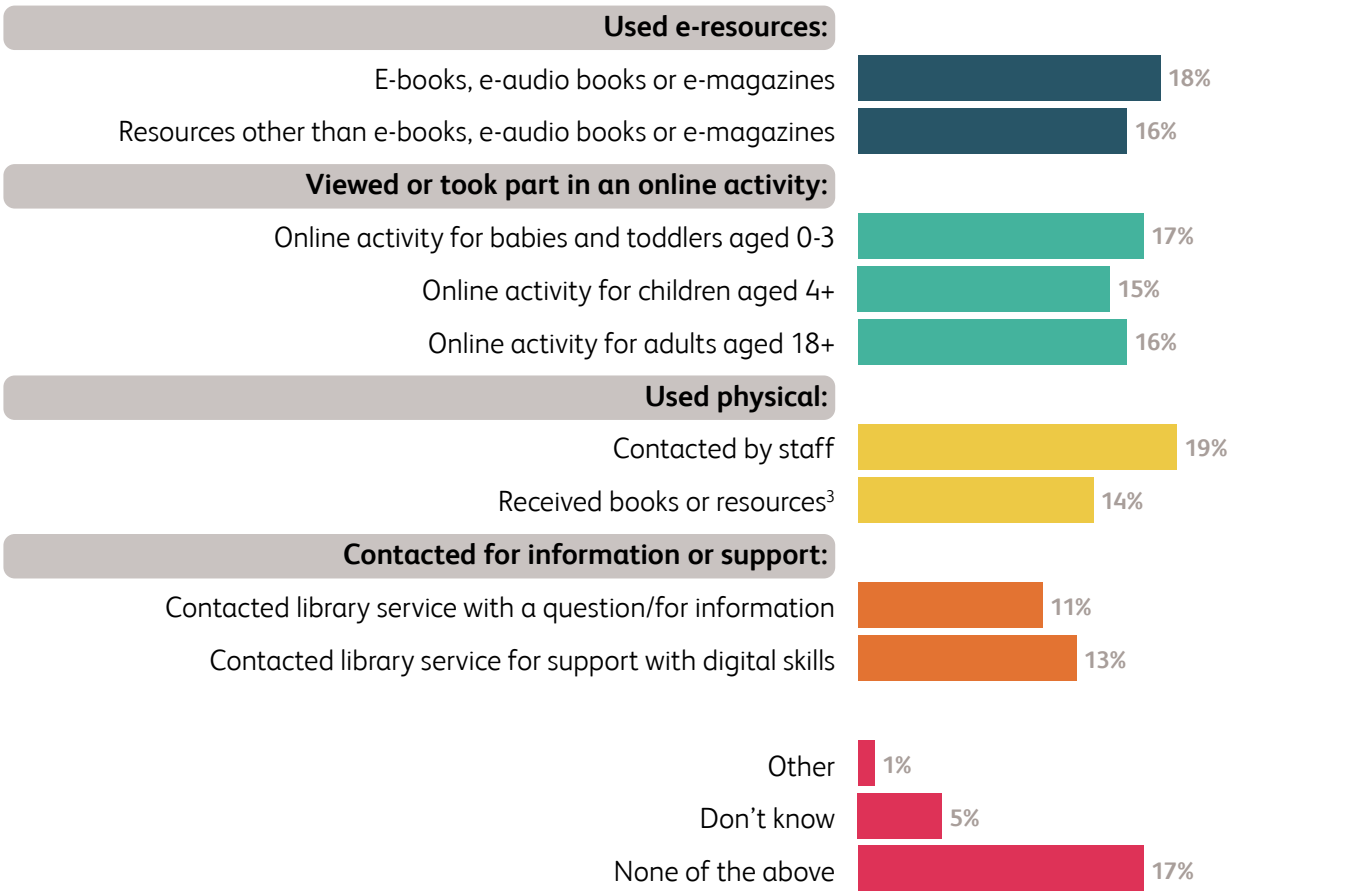 Used e-resources:
E-books, e-audio books or e-magazines 18%
Resources other than e-books, e-audio books or e-magazines 16%
Viewed or took part in an online activity:
Online activity for babies and toddlers aged 0-3 17%
Online activity for children aged 4+ 15%
Online activity for adults aged 18+ 16%
Used physical:
Contacted by staff 19%
Received books or resources³ 14%
Contacted for information or support:
Contacted library service with a question/for information 11%
Contacted library service for support with digital skills 13%
Other 1%
Don’t know 5%
None of the above 17%